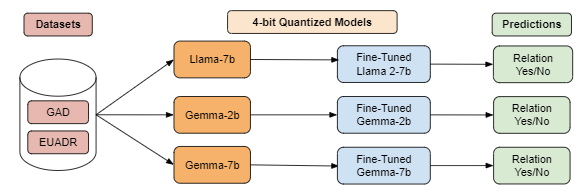 Datasets
4-bit Quantized Models
Predictions
GAD
EUADR
Llama-7b
Fine-Tuned
Llama 2-7b
Relation
Yes/No
Gemma-2b
Fine-Tuned
Gemma-2b
Relation
Yes/No
Gemma-7b
Fine-Tuned
Gemma-7b
Relation
Yes/No